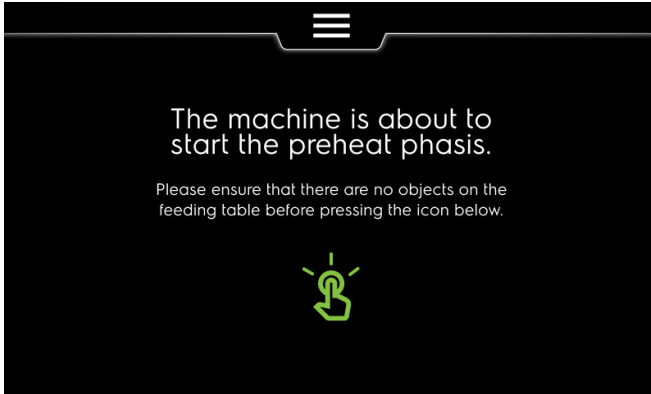 The machine is about to
start the preheat phasis.
Please ensure that there are no objects on the
feeding table before pressing the icon below.